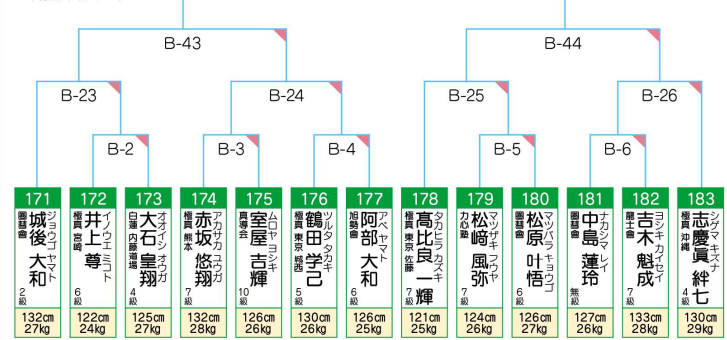 B-43
B-44
B-23
B-24
B-25
B-26
B-2
B-3
B-4
B-5
B-6
171
ジョウゴ ヤマト
城後 大和
圓藝會
2級
132cm
27kg
172
イノウエ ミコト
井上 尊
極真 宮崎
6級
122cm
24kg
173
オオイシ オウガ
大石 皇翔
白蓮 内藤道場
4級
125cm
27kg
174
アカサカ ユウガ
赤坂 悠翔
極真 熊本
7級
132cm
28kg
175
ムロヤ ヨシキ
室屋 吉輝
真導会
10級
126cm
26kg
176
ツルタ タカキ
鶴田 学己
極真 東京 城西
5級
130cm
26kg
177
アベ ヤマト
阿部 大和
旭勢會
6級
126cm
25kg
178
タカヒラ カズキ
髙比良 一輝
極真 東京 佐藤
7級
121cm
25kg
179
マツザキ フウヤ
松﨑 風弥
力心塾
7級
124cm
26kg
180
マツバラ キョウゴ
松原 叶悟
圓藝會
6級
126cm
27kg
181
ナカシマ レイ
中島 蓮玲
圓藝會
無級
127cm
26kg
182
ヨシキ カイセイ
吉木 魁成
龍士會
7級
133cm
28kg
183
シゲマ キズナ
志慶眞 絆七
極真 沖縄
4級
130cm
29kg